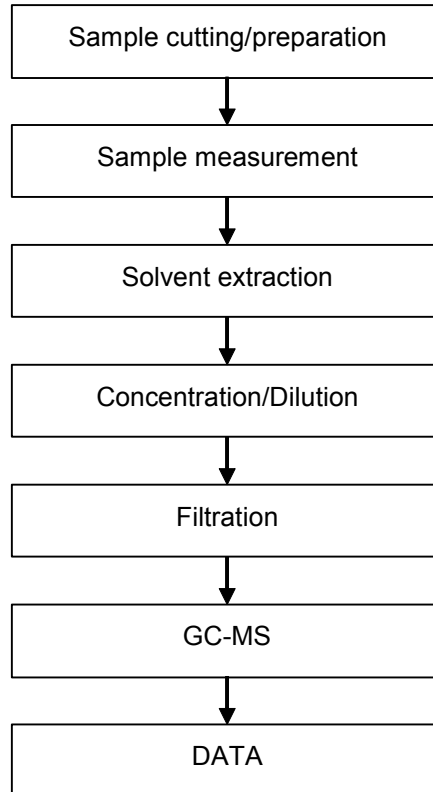 Sample cutting/preparation
Sample measurement
Solvent extraction
Concentration/Dilution
Filtration
GC-MS
DATA